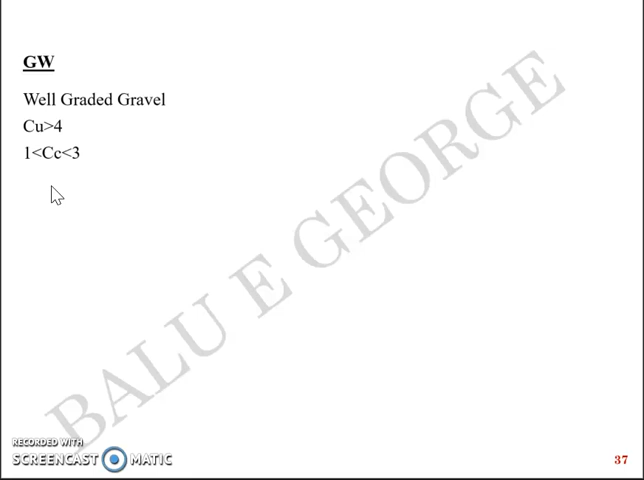 GW
Well Graded Gravel
Cu>4
1<Cc<3
BALU E GEORGE
RECORDED WITH
SCREENCAST MATIC
37